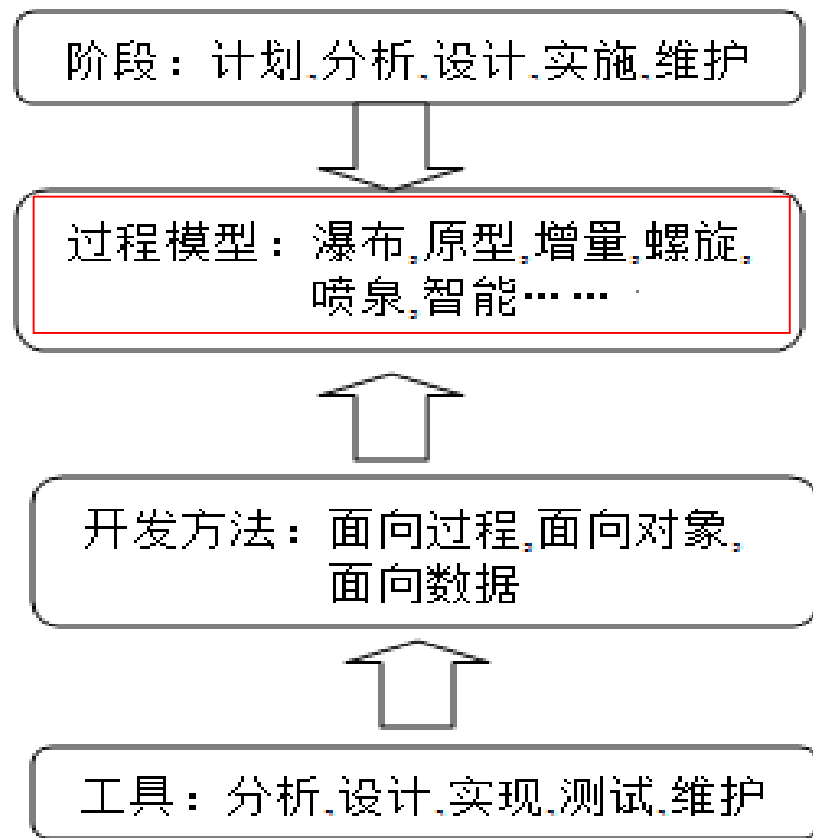 阶段：计划,分析,设计,实施,维护
过程模型：瀑布,原型,增量,螺旋,
喷泉,智能……
开发方法：面向过程,面向对象,
面向数据
工具：分析,设计,实现,测试,维护